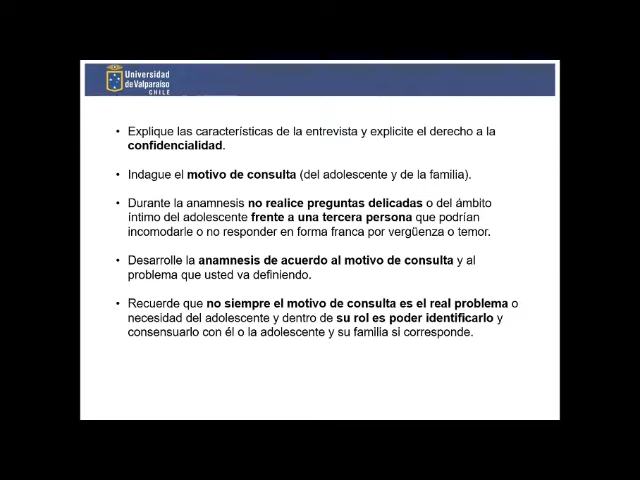 Universidad
de Valparaíso
CHILE
• Explique las características de la entrevista y explicite el derecho a la
confidencialidad.
• Indague el motivo de consulta (del adolescente y de la familia).
• Durante la anamnesis no realice preguntas delicadas o del ámbito
íntimo del adolescente frente a una tercera persona que podrían
incomodarle o no responder en forma franca por vergüenza o temor.
• Desarrolle la anamnesis de acuerdo al motivo de consulta y al
problema que usted va definiendo.
• Recuerde que no siempre el motivo de consulta es el real problema o
necesidad del adolescente y dentro de su rol es poder identificarlo y
consensuarlo con él o la adolescente y su familia si corresponde.